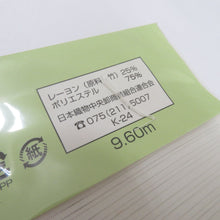 レーヨン（原料 竹）25%
ポリエステル 75%
日本織物中央卸商業組合連合会
☎075(211)5007
K-24
9.60m
紙
PP